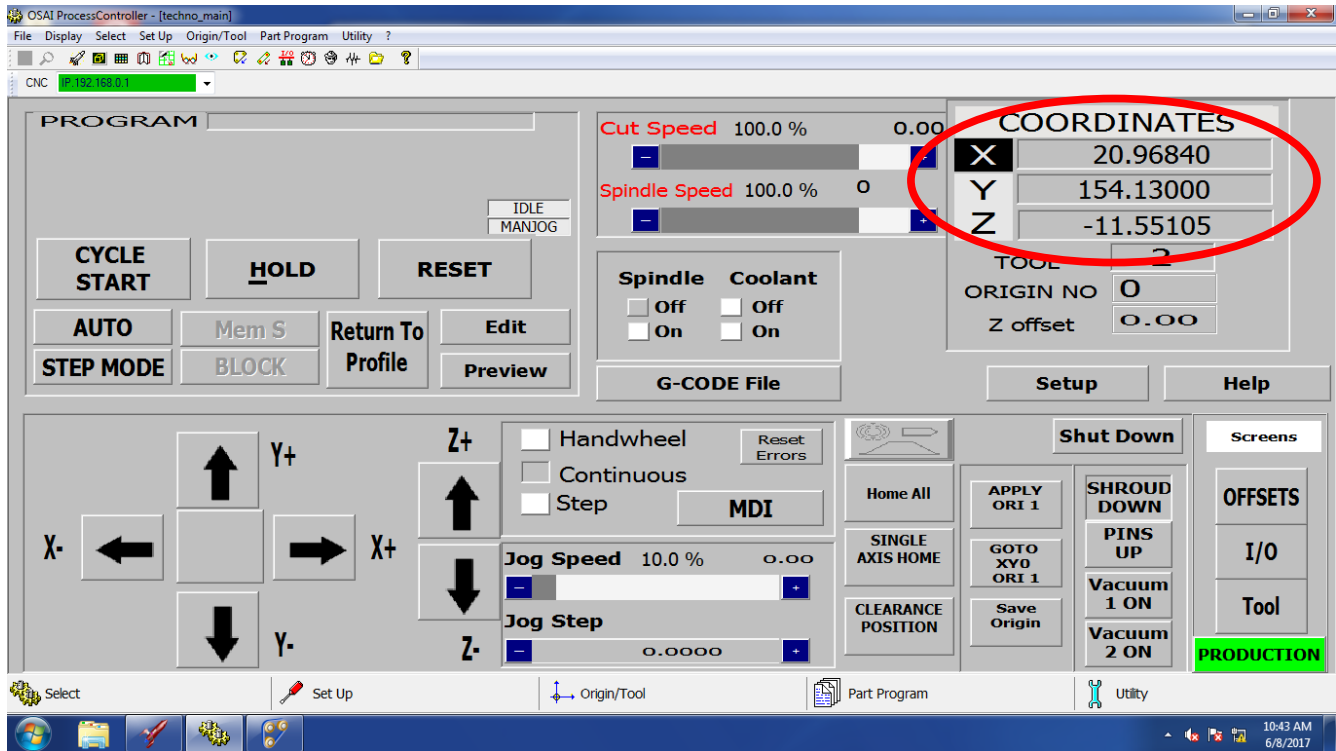 OSAI ProcessController - [techno_main]
File Display Select Set Up Origin/Tool Part Program Utility ?
CNC IP.192.168.0.1
PROGRAM
IDLE
MANJOG
CYCLE START
HOLD
RESET
AUTO
Mem S
Return To Profile
Edit
STEP MODE
BLOCK
Preview
Cut Speed 100.0 % 0.00
- +
Spindle Speed 100.0 % 0
- +
Spindle Coolant
Off Off
On On
G-CODE File
COORDINATES
X 20.96840
Y 154.13000
Z -11.55105
TOOL 2
ORIGIN NO 0
Z offset 0.00
Setup
Help
Y+
X-
X+
Y-
Z+
Z-
Handwheel
Reset Errors
Continuous
Step
MDI
Jog Speed 10.0 % 0.00
- +
Jog Step
- 0.0000 +
Home All
SINGLE AXIS HOME
CLEARANCE POSITION
APPLY ORI 1
GOTO XY0 ORI 1
Save Origin
Shut Down
SHROUD DOWN
PINS UP
Vacuum 1 ON
Vacuum 2 ON
Screens
OFFSETS
I/O
Tool
PRODUCTION
Select
Set Up
Origin/Tool
Part Program
Utility
10:43 AM
6/8/2017